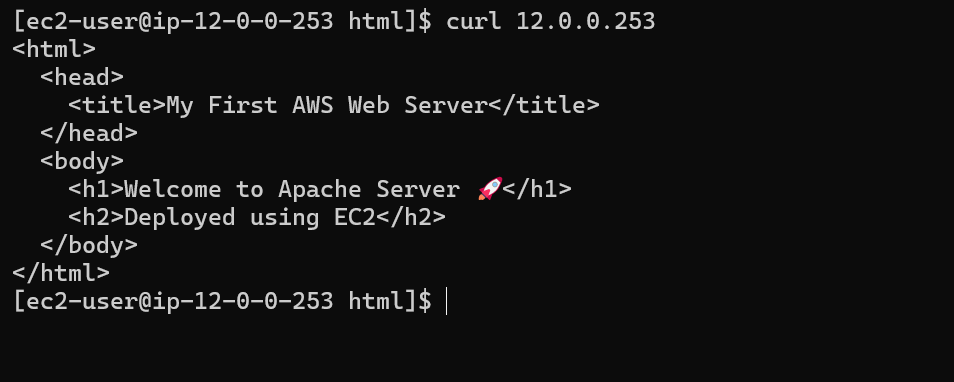 [ec2-user@ip-12-0-0-253 html]$ curl 12.0.0.253
<html>
  <head>
    <title>My First AWS Web Server</title>
  </head>
  <body>
    <h1>Welcome to Apache Server 🚀</h1>
    <h2>Deployed using EC2</h2>
  </body>
</html>
[ec2-user@ip-12-0-0-253 html]$